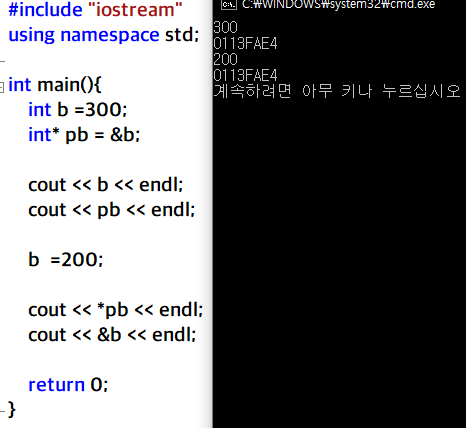 #include "iostream"
using namespace std;
int main(){
int b =300;
int* pb = &b;
cout << b << endl;
cout << pb << endl;
b  =200;
cout << *pb << endl;
cout << &b << endl;
return 0;
}
C:₩WINDOWS₩system32₩cmd.exe
300
0113FAE4
200
0113FAE4
계속하려면 아무 키나 누르십시오